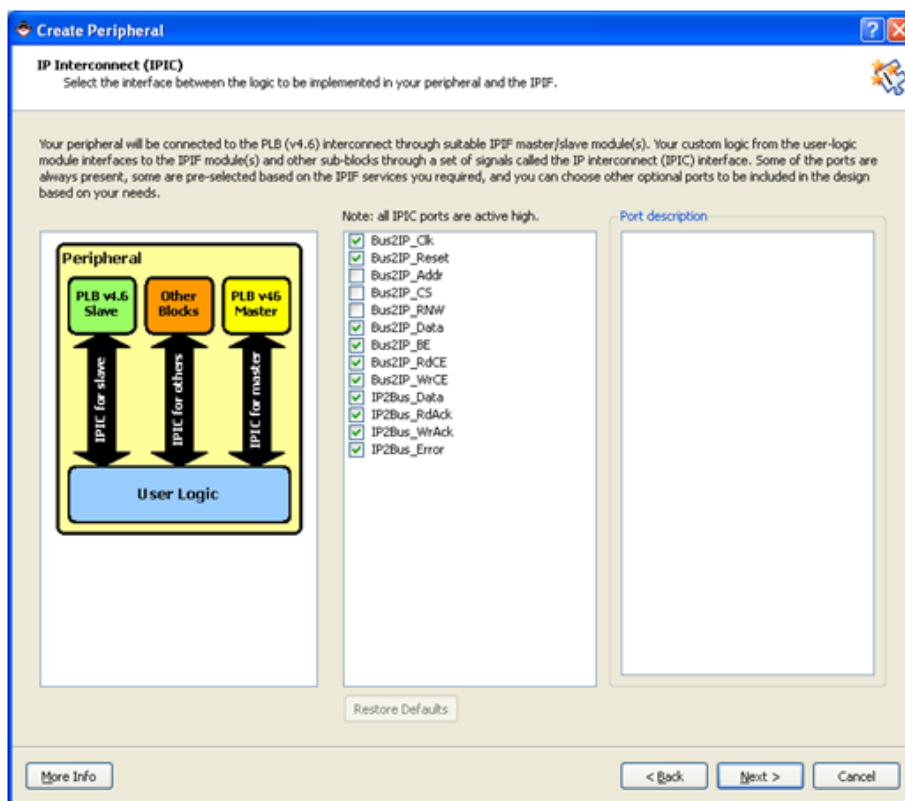 Create Peripheral
IP Interconnect (IPIC)
Select the interface between the logic to be implemented in your peripheral and the IPIF.
Your peripheral will be connected to the PLB (v4.6) interconnect through suitable IPIF master/slave module(s). Your custom logic from the user-logic
module interfaces to the IPIF module(s) and other sub-blocks through a set of signals called the IP interconnect (IPIC) interface. Some of the ports are
always present, some are pre-selected based on the IPIF services you required, and you can choose other optional ports to be included in the design
based on your needs.
Peripheral
PLB v4.6
Slave
Other
Blocks
PLB v46
Master
IPIC for slave
IPIC for others
IPIC for master
User Logic
Note: all IPIC ports are active high.
Bus2IP_Clk
Bus2IP_Reset
Bus2IP_Addr
Bus2IP_CS
Bus2IP_RNW
Bus2IP_Data
Bus2IP_BE
Bus2IP_RdCE
Bus2IP_WrCE
IP2Bus_Data
IP2Bus_RdAck
IP2Bus_WrAck
IP2Bus_Error
Port description
Restore Defaults
More Info
< Back
Next >
Cancel